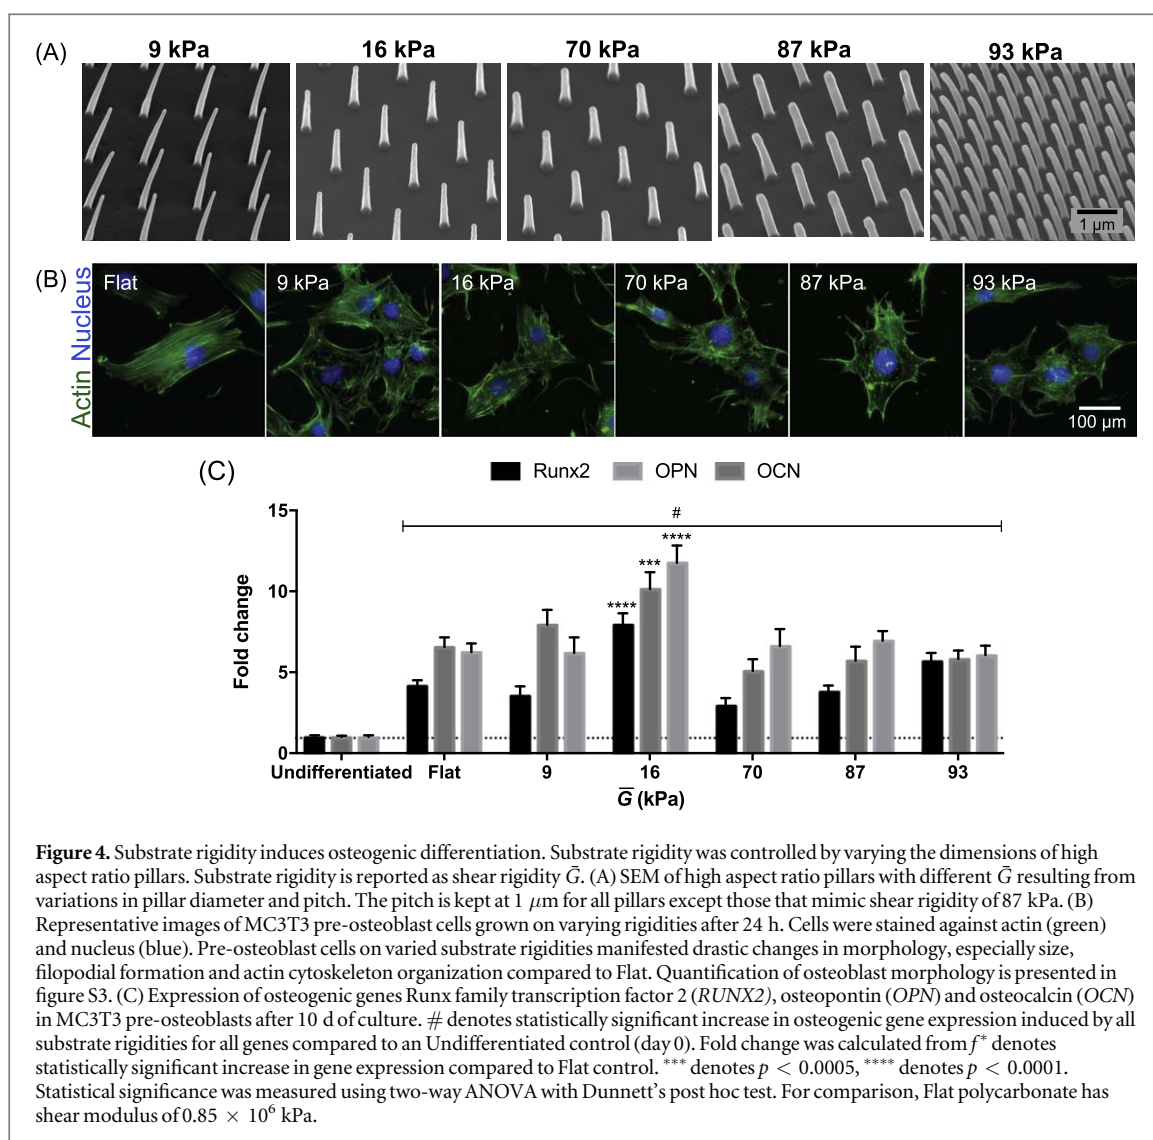 (A)
9 kPa
16 kPa
70 kPa
87 kPa
93 kPa
1 µm
(B)
Actin Nucleus
Flat
9 kPa
16 kPa
70 kPa
87 kPa
93 kPa
100 µm
(C)
Runx2
OPN
OCN
Fold change
15
10
5
0
#
****
***
****
Undifferentiated
Flat
9
16
70
87
93
G̅ (kPa)
Figure 4. Substrate rigidity induces osteogenic differentiation. Substrate rigidity was controlled by varying the dimensions of high
aspect ratio pillars. Substrate rigidity is reported as shear rigidity G̅. (A) SEM of high aspect ratio pillars with different G̅ resulting from
variations in pillar diameter and pitch. The pitch is kept at 1 µm for all pillars except those that mimic shear rigidity of 87 kPa. (B)
Representative images of MC3T3 pre-osteoblast cells grown on varying rigidities after 24 h. Cells were stained against actin (green)
and nucleus (blue). Pre-osteoblast cells on varied substrate rigidities manifested drastic changes in morphology, especially size,
filopodial formation and actin cytoskeleton organization compared to Flat. Quantification of osteoblast morphology is presented in
figure S3. (C) Expression of osteogenic genes Runx family transcription factor 2 (RUNX2), osteopontin (OPN) and osteocalcin (OCN)
in MC3T3 pre-osteoblasts after 10 d of culture. # denotes statistically significant increase in osteogenic gene expression induced by all
substrate rigidities for all genes compared to an Undifferentiated control (day 0). Fold change was calculated from f* denotes
statistically significant increase in gene expression compared to Flat control. *** denotes p < 0.0005, **** denotes p < 0.0001.
Statistical significance was measured using two-way ANOVA with Dunnett's post hoc test. For comparison, Flat polycarbonate has
shear modulus of 0.85 × 10⁶ kPa.